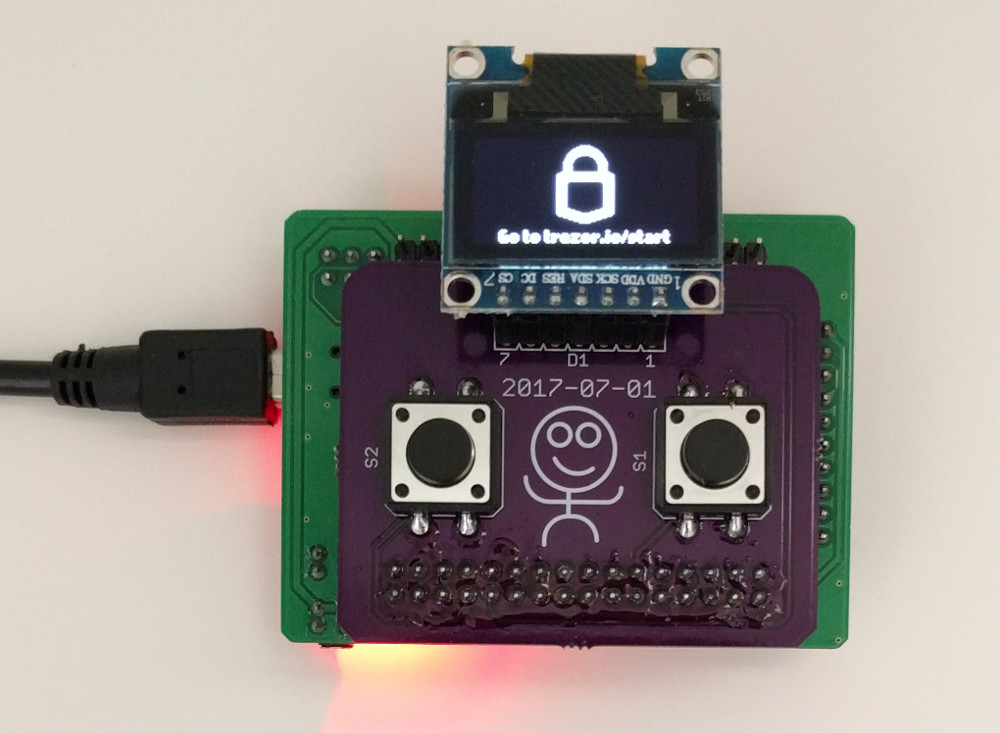 Go to trezor.io/start
7 CS DC RES SDA SCK VDD GND 1
7 D1 1
2017-07-01
S2
S1